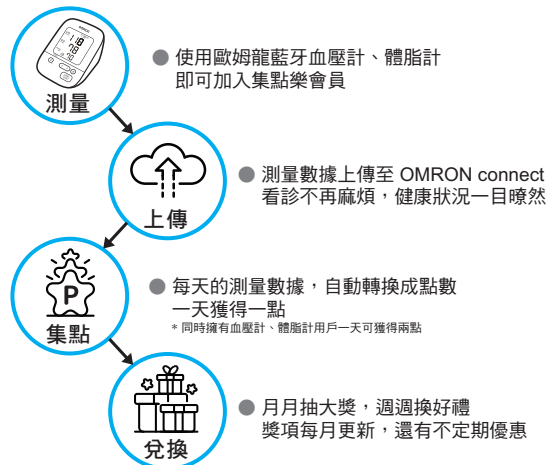 118
78
70
測量
● 使用歐姆龍藍牙血壓計、體脂計
即可加入集點樂會員
上傳
● 測量數據上傳至 OMRON connect
看診不再麻煩，健康狀況一目暸然
P
集點
● 每天的測量數據，自動轉換成點數
一天獲得一點
* 同時擁有血壓計、體脂計用戶一天可獲得兩點
兌換
● 月月抽大獎，週週換好禮
獎項每月更新，還有不定期優惠